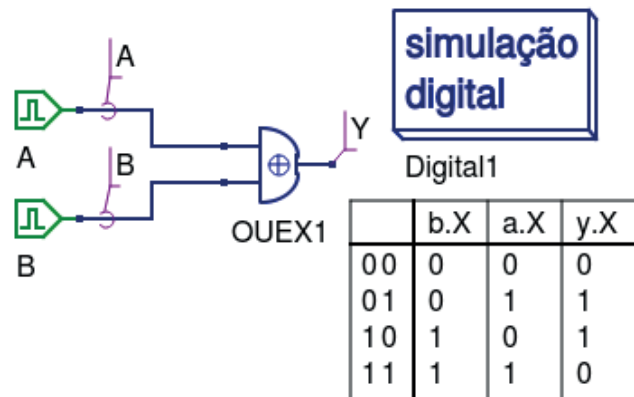 A
A
B
B
Y
OUEX1
simulação
digital
Digital1
b.X a.X y.X
00 0 0 0
01 0 1 1
10 1 0 1
11 1 1 0